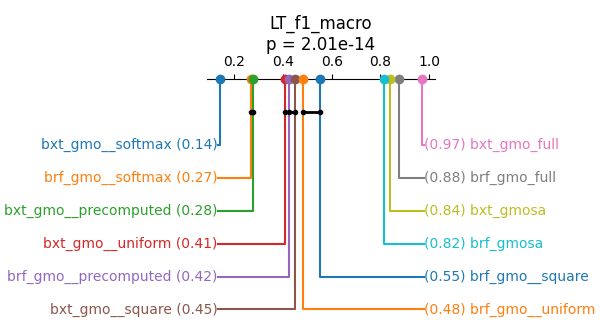 LT_f1_macro
p = 2.01e-14
0.2 0.4 0.6 0.8 1.0
bxt_gmo__softmax (0.14) (0.97) bxt_gmo_full
brf_gmo__softmax (0.27) (0.88) brf_gmo_full
bxt_gmo__precomputed (0.28) (0.84) bxt_gmosa
bxt_gmo__uniform (0.41) (0.82) brf_gmosa
brf_gmo__precomputed (0.42) (0.55) brf_gmo__square
bxt_gmo__square (0.45) (0.48) brf_gmo__uniform